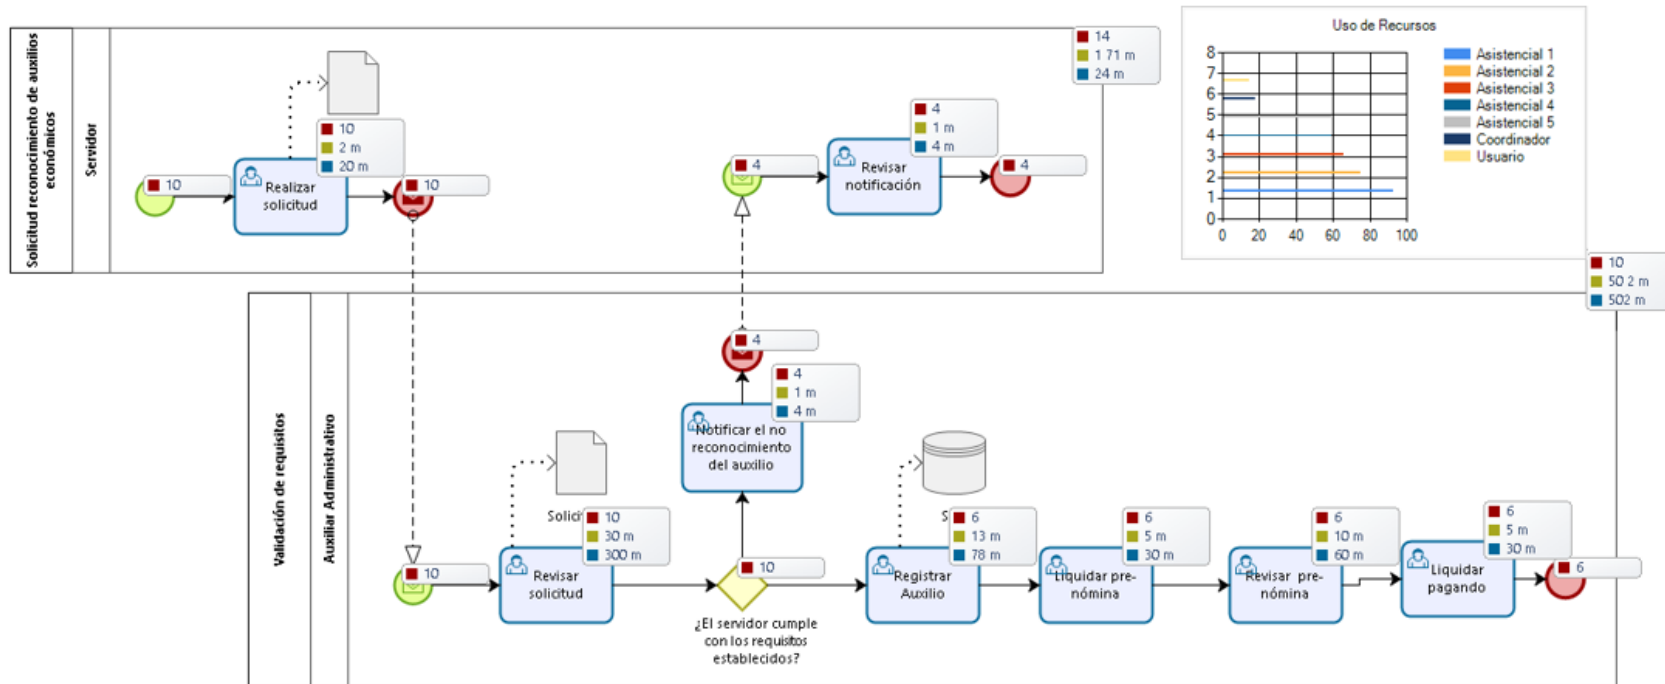 Solicitud reconocimiento de auxilios
económicos
Servidor
10
Realizar
solicitud
10
2 m
20 m
10
4
Revisar
notificación
4
1 m
4 m
4
14
1 71 m
24 m
Uso de Recursos
8
7
6
5
4
3
2
1
0
0 20 40 60 80 100
Asistencial 1
Asistencial 2
Asistencial 3
Asistencial 4
Asistencial 5
Coordinador
Usuario
10
50 2 m
502 m
Validación de requisitos
Auxiliar Administrativo
4
4
1 m
4 m
Notificar el no
reconocimiento
del auxilio
10
Solici
10
30 m
300 m
Revisar
solicitud
10
¿El servidor cumple
con los requisitos
establecidos?
S
6
13 m
78 m
Registrar
Auxilio
6
5 m
30 m
Liquidar pre-
nómina
6
10 m
60 m
Revisar pre-
nómina
6
5 m
30 m
Liquidar
pagando
6